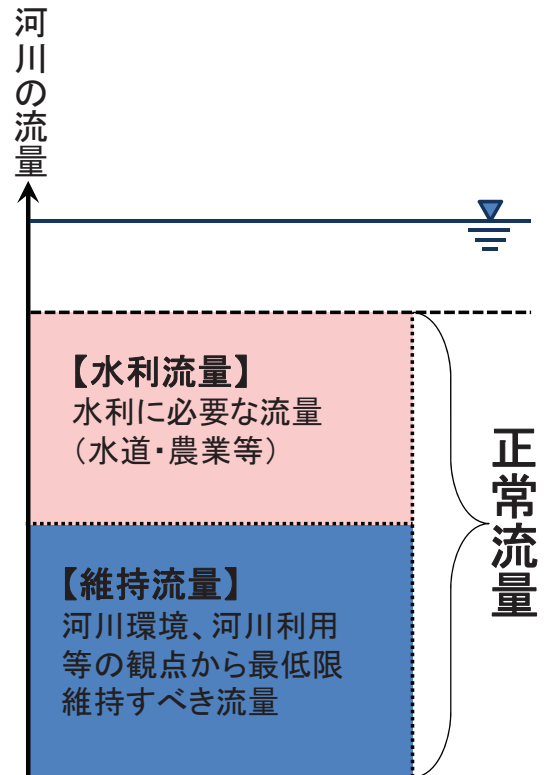 河川の流量
【水利流量】
水利に必要な流量
（水道・農業等）
正常流量
【維持流量】
河川環境、河川利用
等の観点から最低限
維持すべき流量